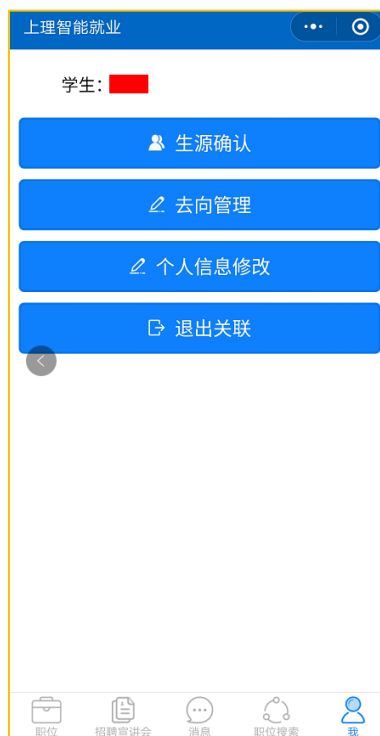 上理智能就业
学生：
生源确认
去向管理
个人信息修改
退出关联
职位
招聘宣讲会
消息
职位搜索
我